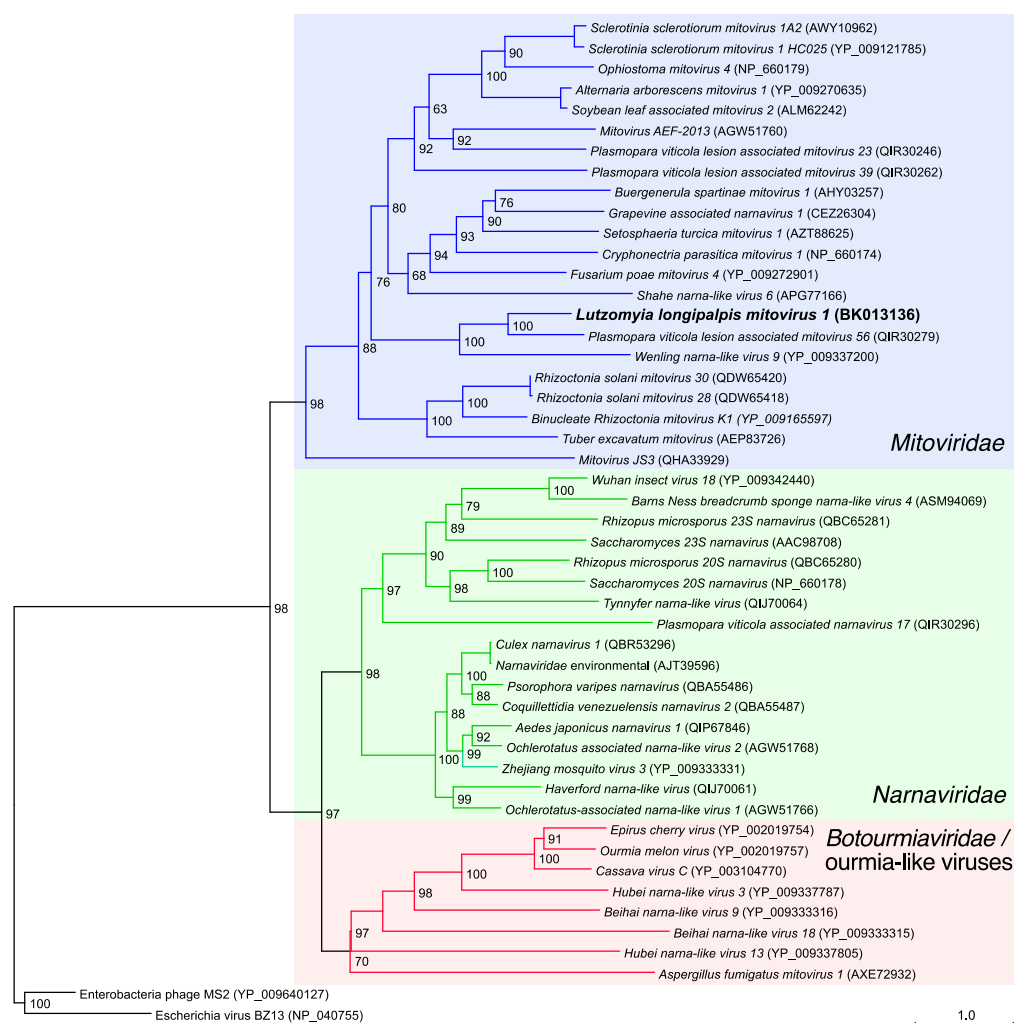 Sclerotinia sclerotiorum mitovirus 1A2 (AWY10962)
90
Sclerotinia sclerotiorum mitovirus 1 HC025 (YP_009121785)
Ophiostoma mitovirus 4 (NP_660179)
100
Alternaria arborescens mitovirus 1 (YP_009270635)
63
Soybean leaf associated mitovirus 2 (ALM62242)
Mitovirus AEF-2013 (AGW51760)
92
92
Plasmopara viticola lesion associated mitovirus 23 (QIR30246)
Plasmopara viticola lesion associated mitovirus 39 (QIR30262)
Buergenerula spartinae mitovirus 1 (AHY03257)
76
80
Grapevine associated narnavirus 1 (CEZ26304)
90
Setosphaeria turcica mitovirus 1 (AZT88625)
93
Cryphonectria parasitica mitovirus 1 (NP_660174)
94
Fusarium poae mitovirus 4 (YP_009272901)
68
76
Shahe narna-like virus 6 (APG77166)
Lutzomyia longipalpis mitovirus 1 (BK013136)
100
Plasmopara viticola lesion associated mitovirus 56 (QIR30279)
100
88
Wenling narna-like virus 9 (YP_009337200)
Rhizoctonia solani mitovirus 30 (QDW65420)
Rhizoctonia solani mitovirus 28 (QDW65418)
100
98
Binucleate Rhizoctonia mitovirus K1 (YP_009165597)
100
Tuber excavatum mitovirus (AEP83726)
Mitoviridae
Mitovirus JS3 (QHA33929)
Wuhan insect virus 18 (YP_009342440)
100
Barns Ness breadcrumb sponge narna-like virus 4 (ASM94069)
79
Rhizopus microsporus 23S narnavirus (QBC65281)
89
Saccharomyces 23S narnavirus (AAC98708)
90
Rhizopus microsporus 20S narnavirus (QBC65280)
100
Saccharomyces 20S narnavirus (NP_660178)
98
97
Tynnyfer narna-like virus (QIJ70064)
98
Plasmopara viticola associated narnavirus 17 (QIR30296)
Culex narnavirus 1 (QBR53296)
Narnaviridae environmental (AJT39596)
100
98
Psorophora varipes narnavirus (QBA55486)
88
Coquillettidia venezuelensis narnavirus 2 (QBA55487)
88
Aedes japonicus narnavirus 1 (QIP67846)
92
Ochlerotatus associated narna-like virus 2 (AGW51768)
100
99
Zhejiang mosquito virus 3 (YP_009333331)
Haverford narna-like virus (QIJ70061)
99
Narnaviridae
Ochlerotatus-associated narna-like virus 1 (AGW51766)
97
Epirus cherry virus (YP_002019754)
91
Botourmiaviridae /
Ourmia melon virus (YP_002019757)
100
ourmia-like viruses
Cassava virus C (YP_003104770)
100
Hubei narna-like virus 3 (YP_009337787)
98
Beihai narna-like virus 9 (YP_009333316)
97
Beihai narna-like virus 18 (YP_009333315)
Hubei narna-like virus 13 (YP_009337805)
70
Aspergillus fumigatus mitovirus 1 (AXE72932)
Enterobacteria phage MS2 (YP_009640127)
100
Escherichia virus BZ13 (NP_040755)
1.0